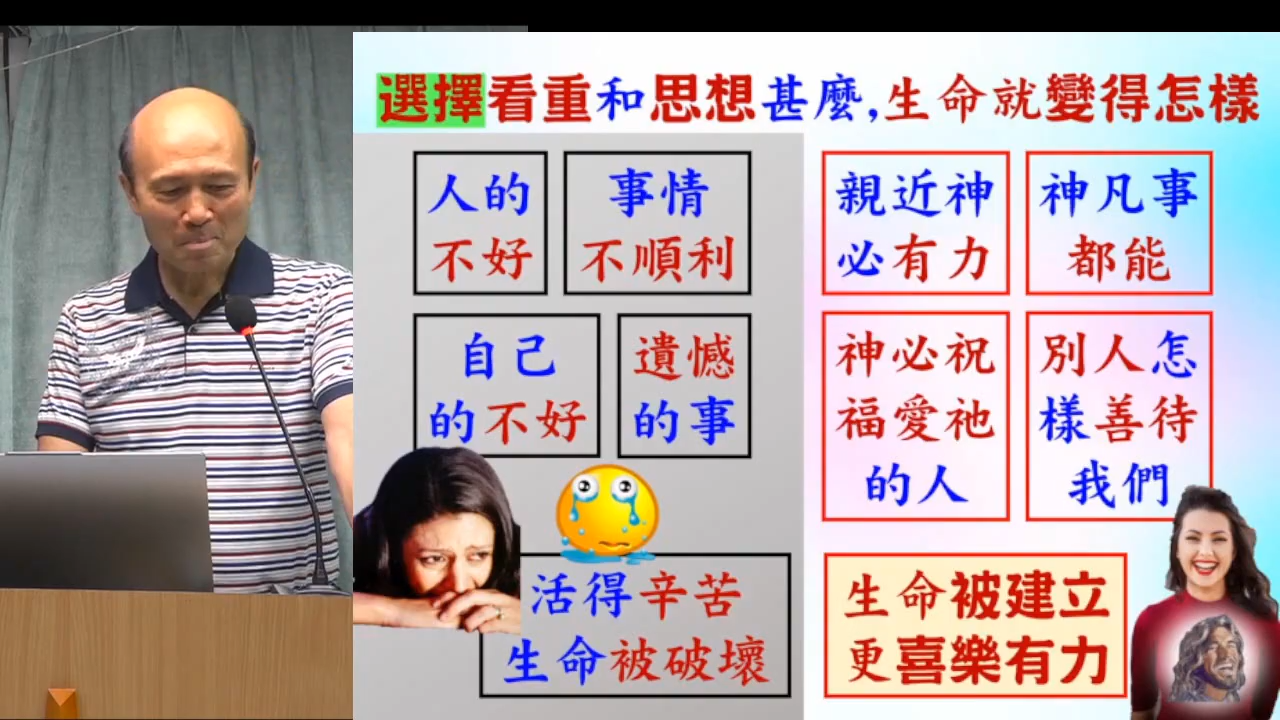 選擇看重和思想甚麼,生命就變得怎樣
人的
不好
事情
不順利
自己
的不好
遺憾
的事
活得辛苦
生命被破壞
親近神
必有力
神凡事
都能
神必祝
福愛祂
的人
別人怎
樣善待
我們
生命被建立
更喜樂有力